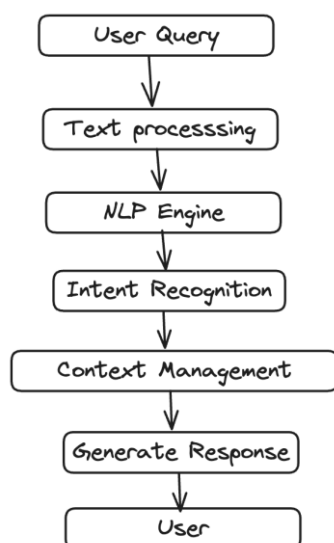 User Query
Text processsing
NLP Engine
Intent Recognition
Context Management
Generate Response
User